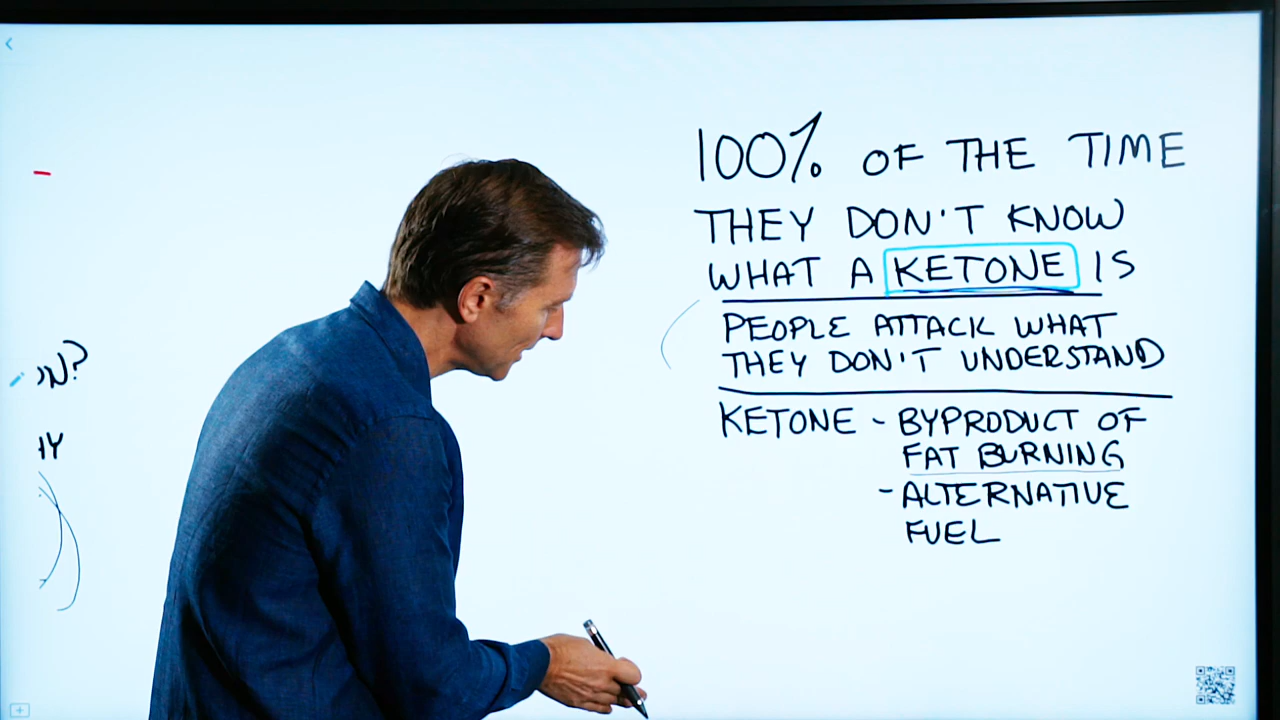 100% OF THE TIME
THEY DON'T KNOW
WHAT A KETONE IS
PEOPLE ATTACK WHAT
THEY DON'T UNDERSTAND
KETONE - BYPRODUCT OF
FAT BURNING
- ALTERNATIVE
FUEL